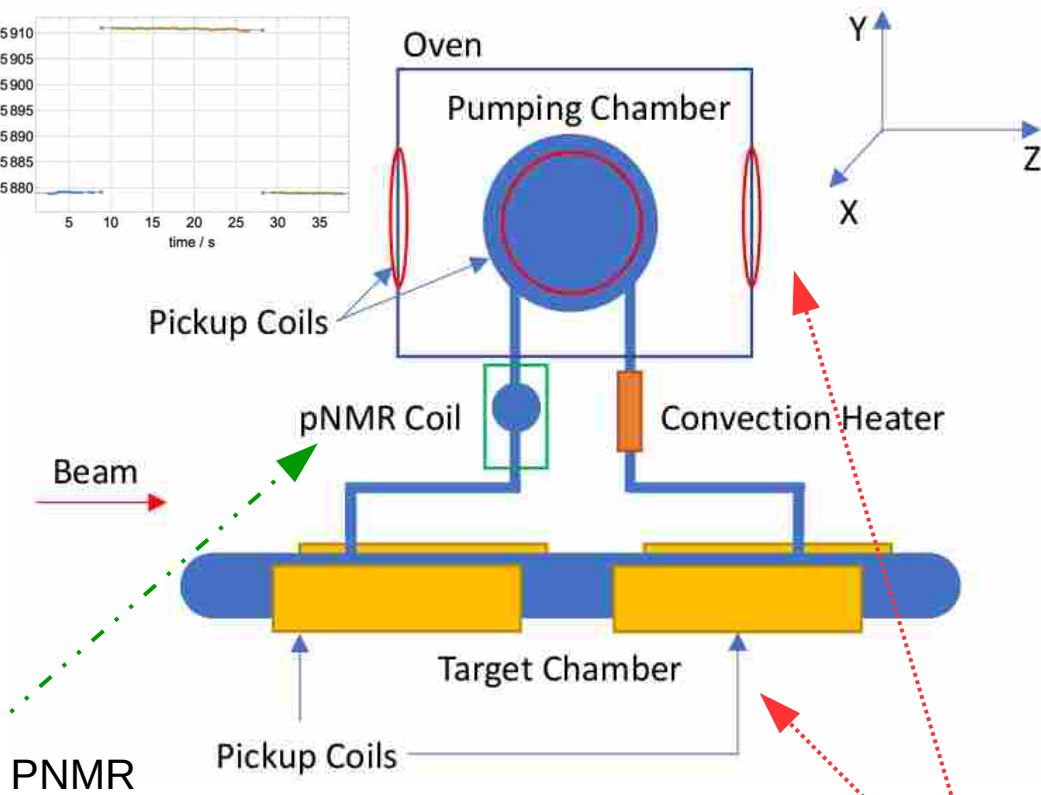 5910
5905
5900
5895
5890
5885
5880
5 10 15 20 25 30 35
time / s
Oven
Pumping Chamber
Y
Z
X
Pickup Coils
pNMR Coil
Convection Heater
Beam
Target Chamber
Pickup Coils
PNMR